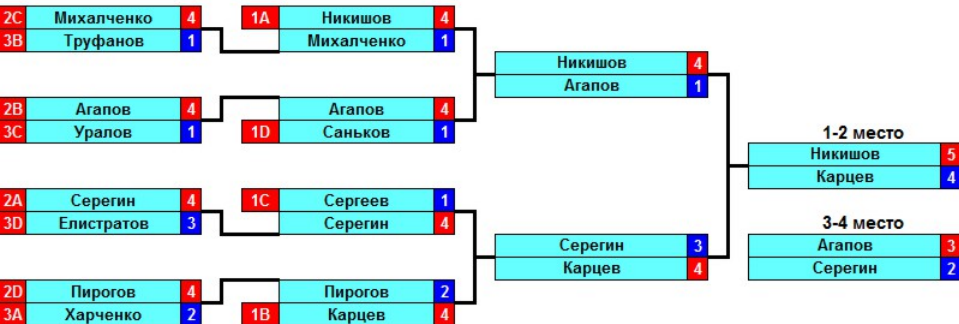 2C Михалченко 4 1A Никишов 4
3B Труфанов 1 Михалченко 1
Никишов 4
Агапов 1
2B Агапов 4 Агапов 4
3C Уралов 1 1D Саньков 1
1-2 место
Никишов 5
Карцев 4
2A Серегин 4 1C Сергеев 1
3D Елистратов 3 Серегин 4
3-4 место
Серегин 3 Агапов 3
Карцев 4 Серегин 2
2D Пирогов 4 Пирогов 2
3A Харченко 2 1B Карцев 4